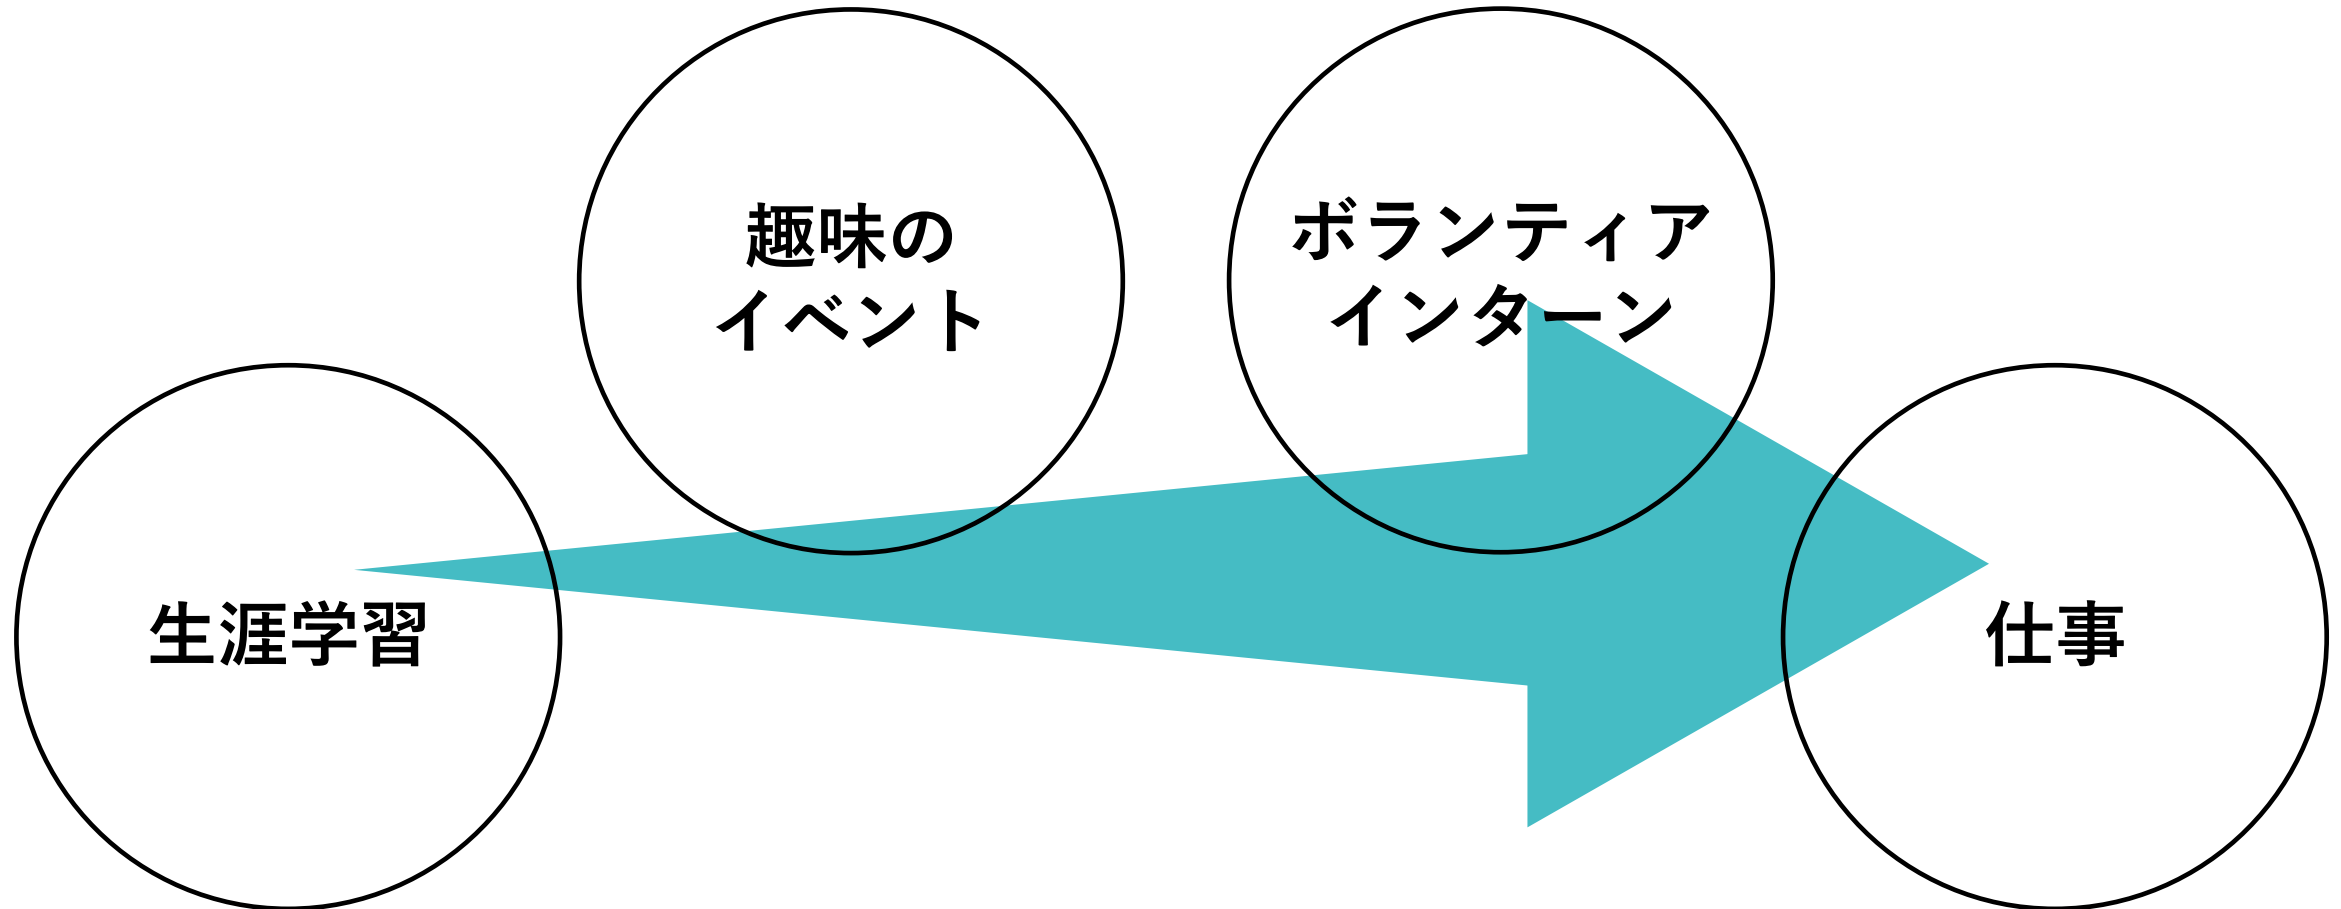 生涯学習
趣味の
イベント
ボランティア
インターン
仕事